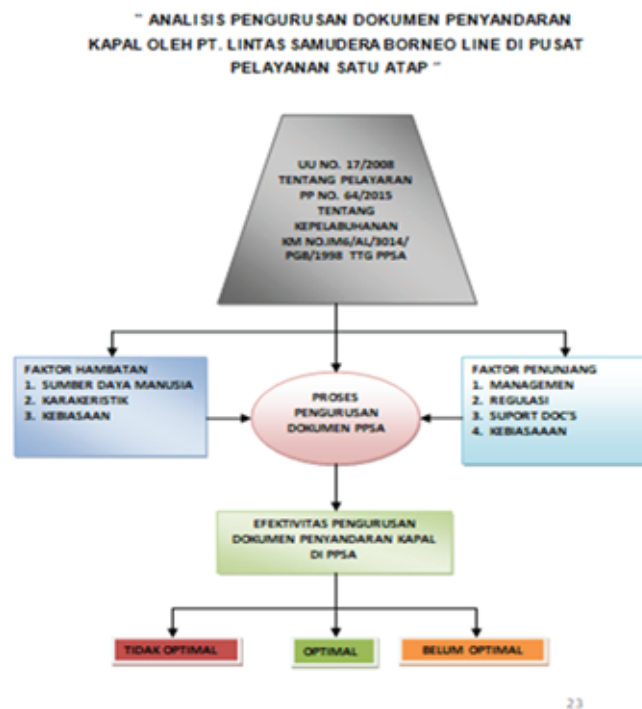 " ANALISIS PENGURUSAN DOKUMEN PENYANDARAN
KAPAL OLEH PT. LINTAS SAMUDERA BORNEO LINE DI PUSAT
PELAYANAN SATU ATAP "
UU NO. 17/2008
TENTANG PELAYARAN
PP NO. 64/2015
TENTANG
KEPELABUHANAN
KM NO.IM6/AL/3014/
PGB/1998 TTG PPSA
FAKTOR HAMBATAN
1. SUMBER DAYA MANUSIA
2. KARAKERISTIK
3. KEBIASAAN
PROSES
PENGURUSAN
DOKUMEN PPSA
FAKTOR PENUNJANG
1. MANAGEMEN
2. REGULASI
3. SUPORT DOC'S
4. KEBIASAAAN
EFEKTIVITAS PENGURUSAN
DOKUMEN PENYANDARAN KAPAL
DI PPSA
TIDAK OPTIMAL
OPTIMAL
BELUM OPTIMAL
23